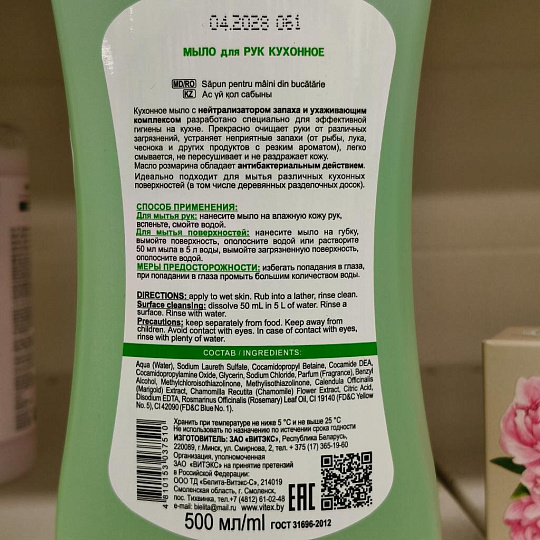 04.2028 061
МЫЛО для РУК КУХОННОЕ
MD/RO Săpun pentru mâini din bucătărie
KZ Ас үй қол сабыны
Кухонное мыло с нейтрализатором запаха и ухаживающим
комплексом разработано специально для эффективной
гигиены на кухне. Прекрасно очищает руки от различных
загрязнений, устраняет неприятные запахи (от рыбы, лука,
чеснока и других продуктов с резким ароматом), легко
смывается, не пересушивает и не раздражает кожу.
Масло розмарина обладает антибактериальным действием.
Идеально подходит для мытья различных кухонных
поверхностей (в том числе деревянных разделочных досок).
СПОСОБ ПРИМЕНЕНИЯ:
Для мытья рук: нанесите мыло на влажную кожу рук,
вспеньте, смойте водой.
Для мытья поверхностей: нанесите мыло на губку,
вымойте поверхность, ополосните водой или растворите
50 мл мыла в 5 л воды, вымойте загрязненную поверхность,
ополосните водой.
МЕРЫ ПРЕДОСТОРОЖНОСТИ: избегать попадания в глаза,
при попадании в глаза промыть большим количеством воды.
DIRECTIONS: apply to wet skin. Rub into a lather, rinse clean.
Surface cleansing: dissolve 50 mL in 5 L of water. Rinse a
surface. Rinse with water.
Precautions: keep separately from food. Keep away from
children. Avoid contact with eyes. In case of contact with eyes,
rinse with plenty of water.
СОСТАВ / INGREDIENTS:
Aqua (Water), Sodium Laureth Sulfate, Cocamidopropyl Betaine, Cocamide DEA,
Cocamidopropylamine Oxide, Glycerin, Sodium Chloride, Parfum (Fragrance), Benzyl
Alcohol, Methylchloroisothiazolinone, Methylisothiazolinone, Calendula Officinalis
(Marigold) Extract, Chamomilla Recutita (Chamomile) Flower Extract, Citric Acid,
Disodium EDTA, Rosmarinus Officinalis (Rosemary) Leaf Oil, CI 19140 (FD&C Yellow
No. 5), CI 42090 (FD&C Blue No. 1).
Хранить при температуре не ниже 5 °C и не выше 25 °C
Не использовать по назначению по истечении срока годности
ИЗГОТОВИТЕЛЬ: ЗАО «ВИТЭКС», Республика Беларусь,
220089, г.Минск, ул. Смирнова, 2, тел. + 375 (17) 365-19-60
Организация, уполномоченная
ЗАО «ВИТЭКС» на принятие претензий
в Российской Федерации:
ООО ТД «Белита-Витэкс-С», 214019
Смоленская область, г. Смоленск,
пос. Тихвинка, тел.+7 (4812) 61-02-48
e-mail: bielita@mail.ru www.vitex.by
4 810153 037510
EAC
500 мл/ml ГОСТ 31696-2012